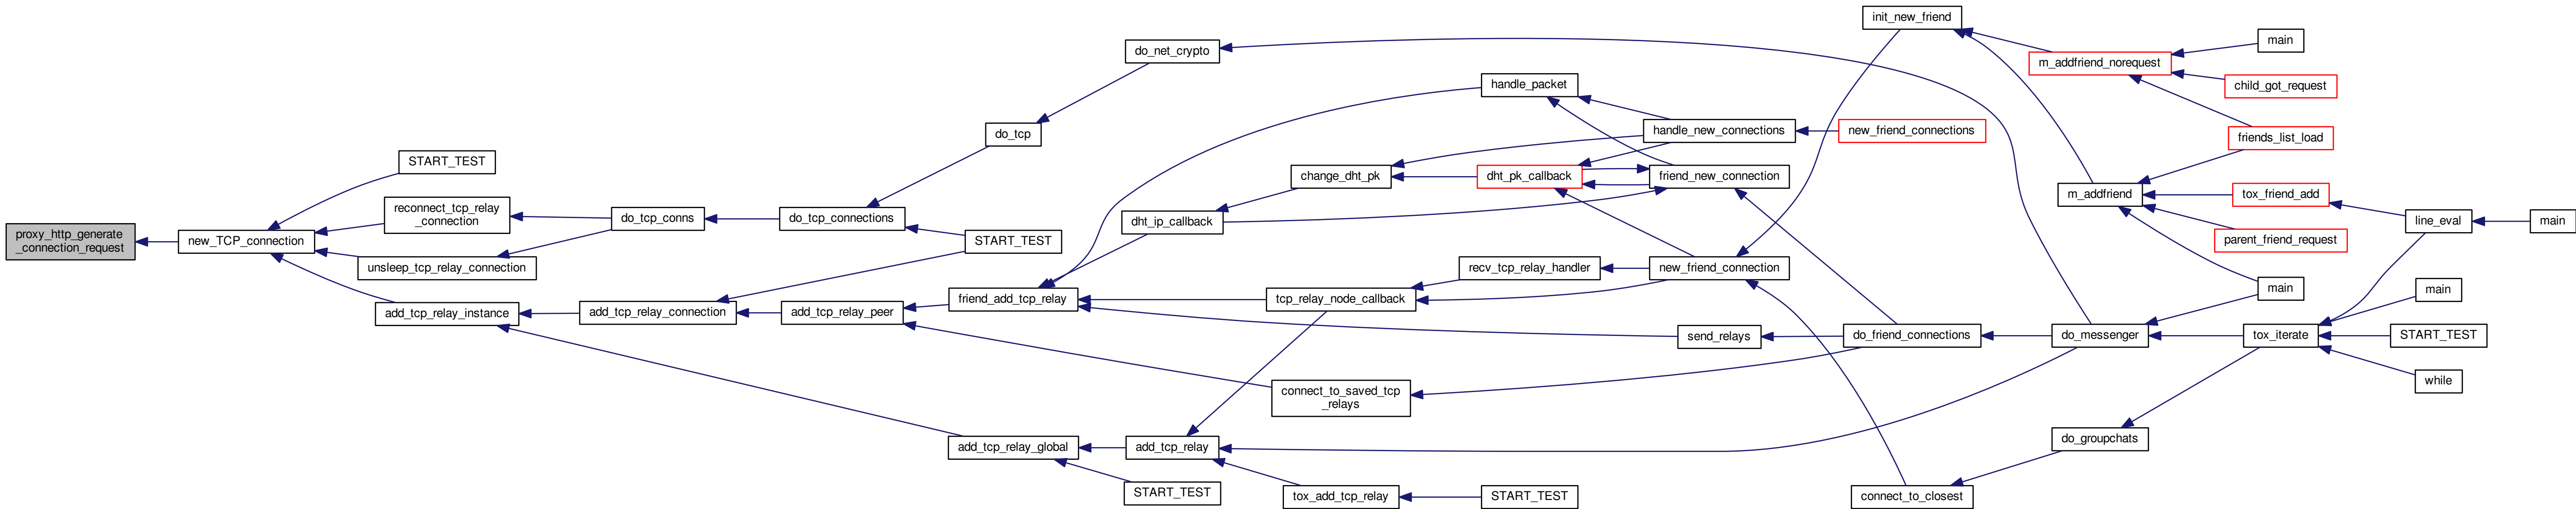 proxy_http_generate
_connection_request
new_TCP_connection
START_TEST
reconnect_tcp_relay
_connection
unsleep_tcp_relay_connection
add_tcp_relay_instance
do_tcp_conns
add_tcp_relay_connection
do_tcp_connections
add_tcp_relay_peer
do_tcp
START_TEST
friend_add_tcp_relay
add_tcp_relay_global
do_net_crypto
dht_ip_callback
add_tcp_relay
START_TEST
change_dht_pk
tcp_relay_node_callback
connect_to_saved_tcp
_relays
tox_add_tcp_relay
handle_packet
dht_pk_callback
recv_tcp_relay_handler
START_TEST
handle_new_connections
friend_new_connection
new_friend_connection
send_relays
init_new_friend
new_friend_connections
do_friend_connections
connect_to_closest
m_addfriend_norequest
m_addfriend
do_messenger
do_groupchats
main
child_got_request
friends_list_load
tox_friend_add
parent_friend_request
main
tox_iterate
line_eval
main
START_TEST
while
main